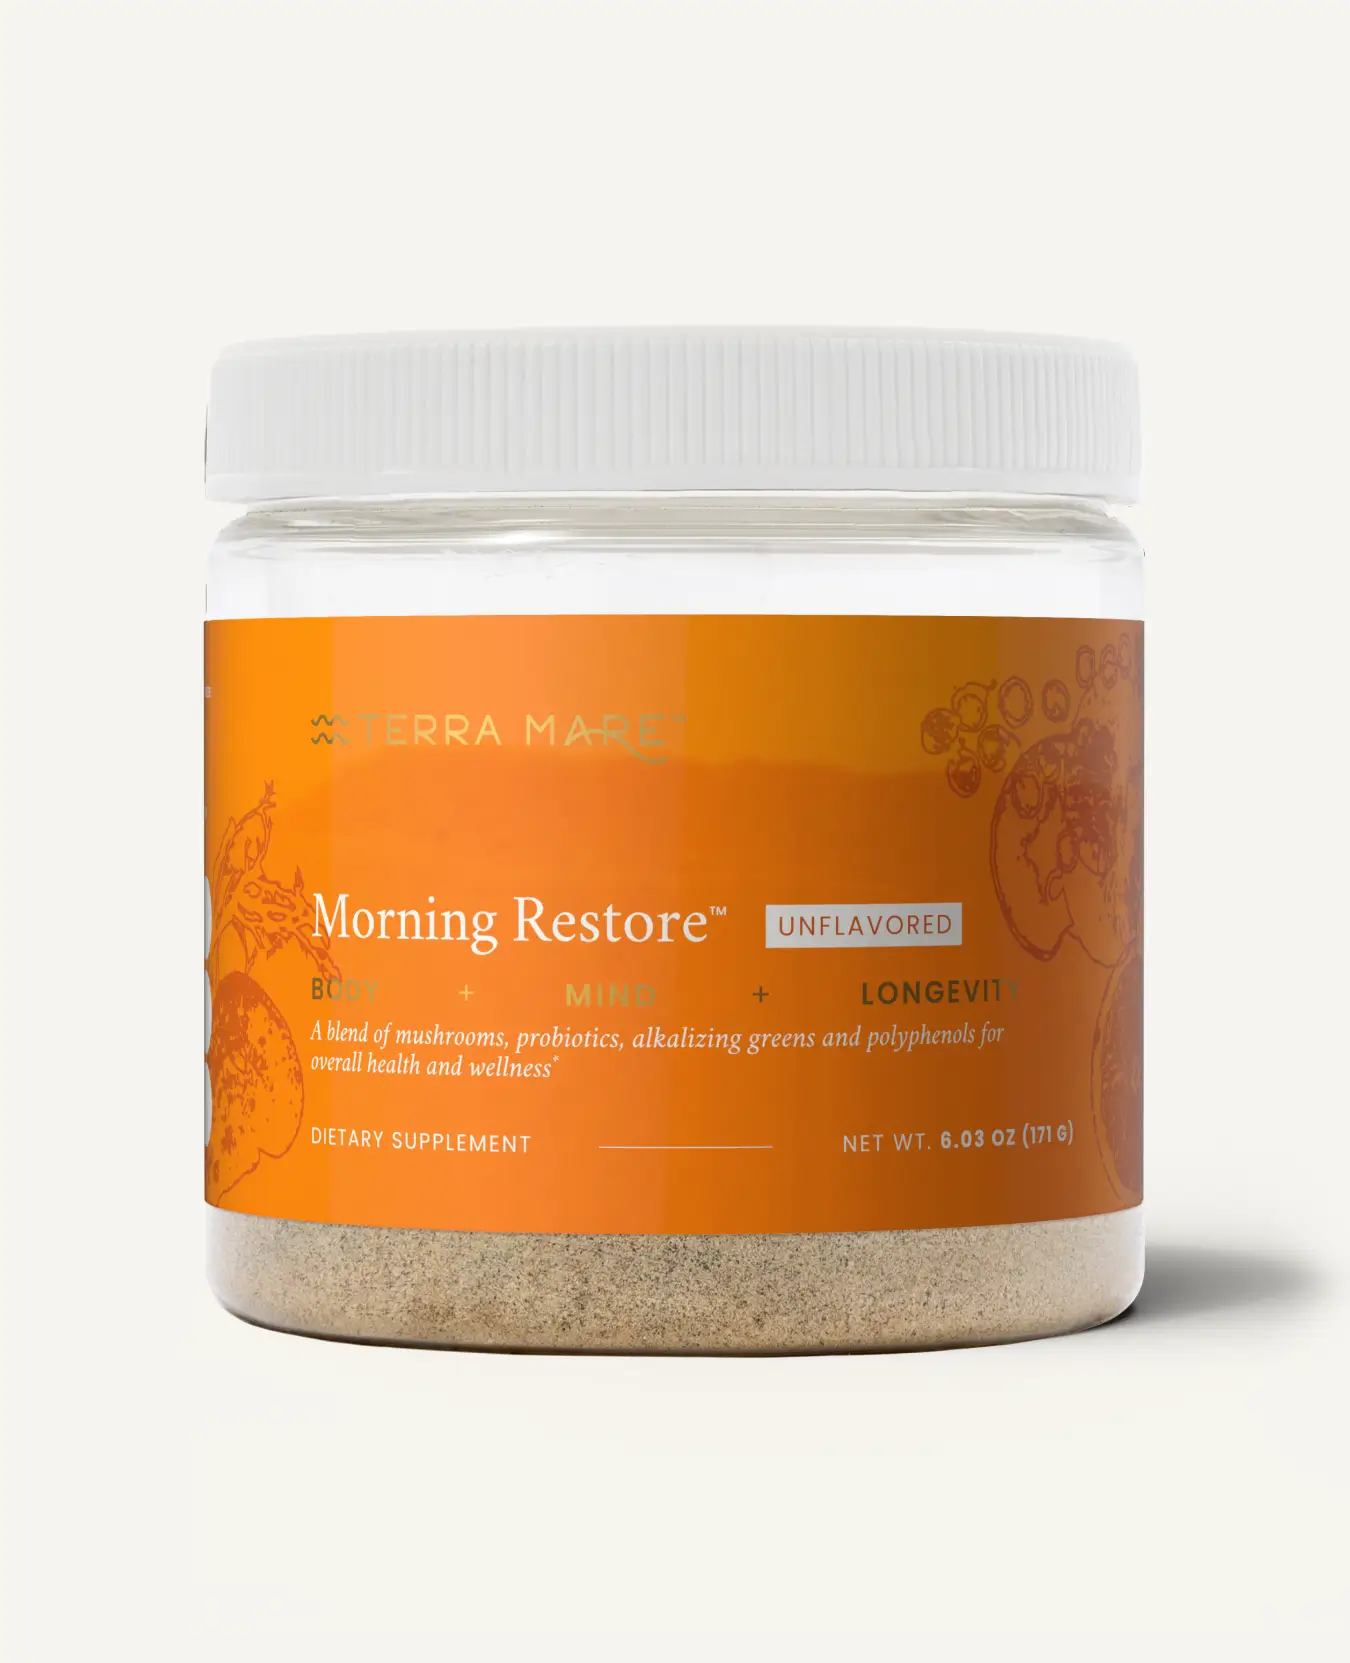 TERRA MARE™
Morning Restore™ UNFLAVORED
BODY + MIND + LONGEVITY
A blend of mushrooms, probiotics, alkalizing greens and polyphenols for
overall health and wellness*
DIETARY SUPPLEMENT
NET WT. 6.03 OZ (171 G)